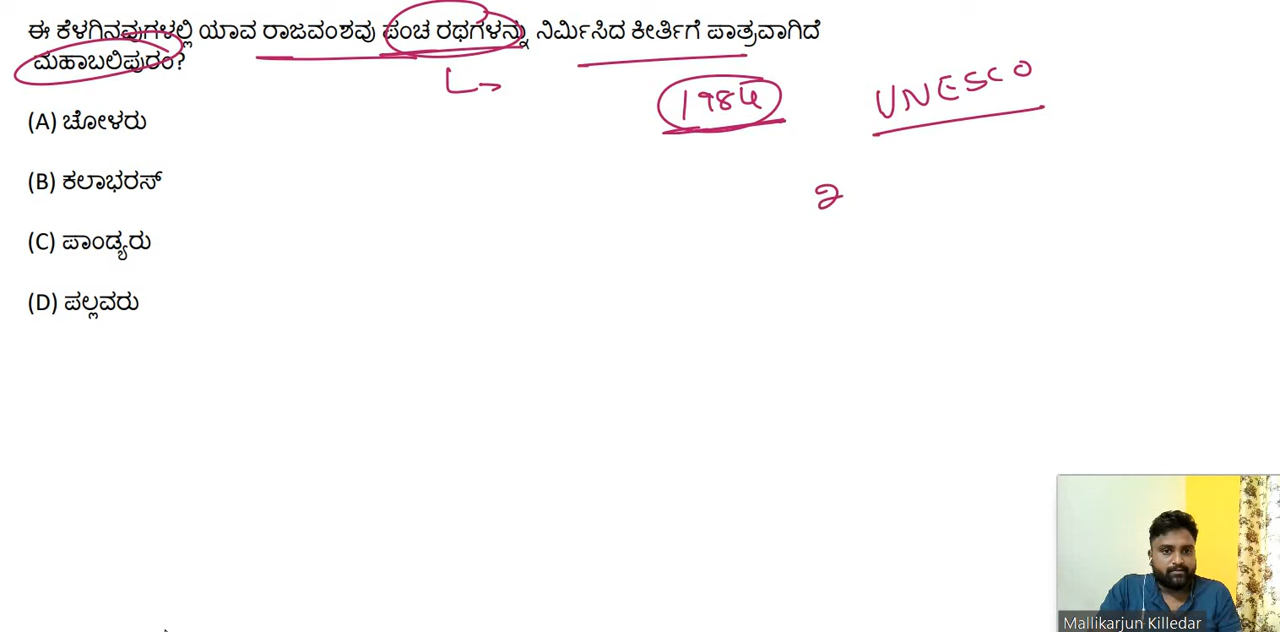 ಈ ಕೆಳಗಿನವುಗಳಲ್ಲಿ ಯಾವ ರಾಜವಂಶವು ಪಂಚ ರಥಗಳನ್ನು ನಿರ್ಮಿಸಿದ ಕೀರ್ತಿಗೆ ಪಾತ್ರವಾಗಿದೆ
ಮಹಾಬಲಿಪುರಂ?
1984 UNESCO
(A) ಚೋಳರು
(B) ಕಲಾಭರಸ್
2
(C) ಪಾಂಡ್ಯರು
(D) ಪಲ್ಲವರು
Mallikarjun Killedar